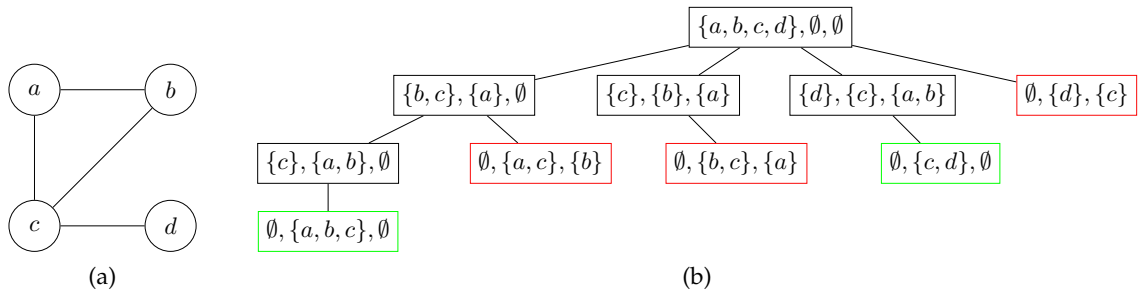 a
b
c
d
(a)
{a, b, c, d}, ∅, ∅
{b, c}, {a}, ∅
{c}, {b}, {a}
{d}, {c}, {a, b}
∅, {d}, {c}
{c}, {a, b}, ∅
∅, {a, c}, {b}
∅, {b, c}, {a}
∅, {c, d}, ∅
∅, {a, b, c}, ∅
(b)